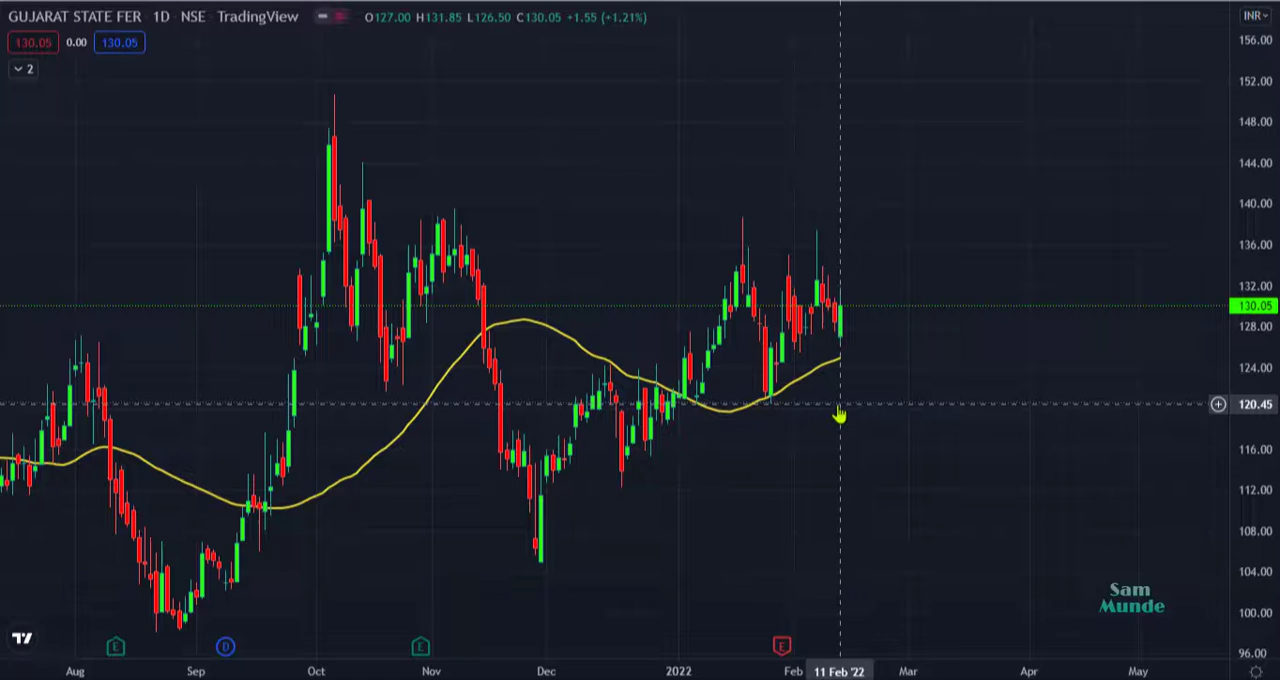 GUJARAT STATE FER 1D NSE TradingView O127.00 H131.85 L126.50 C130.05 +1.55 (+1.21%)
INR
130.05 0.00 130.05
2
156.00
152.00
148.00
144.00
140.00
136.00
132.00
130.05
128.00
124.00
120.45
116.00
112.00
108.00
104.00
100.00
96.00
Sam
Munde
E D E E
Aug Sep Oct Nov Dec 2022 Feb 11 Feb '22 Mar Apr May